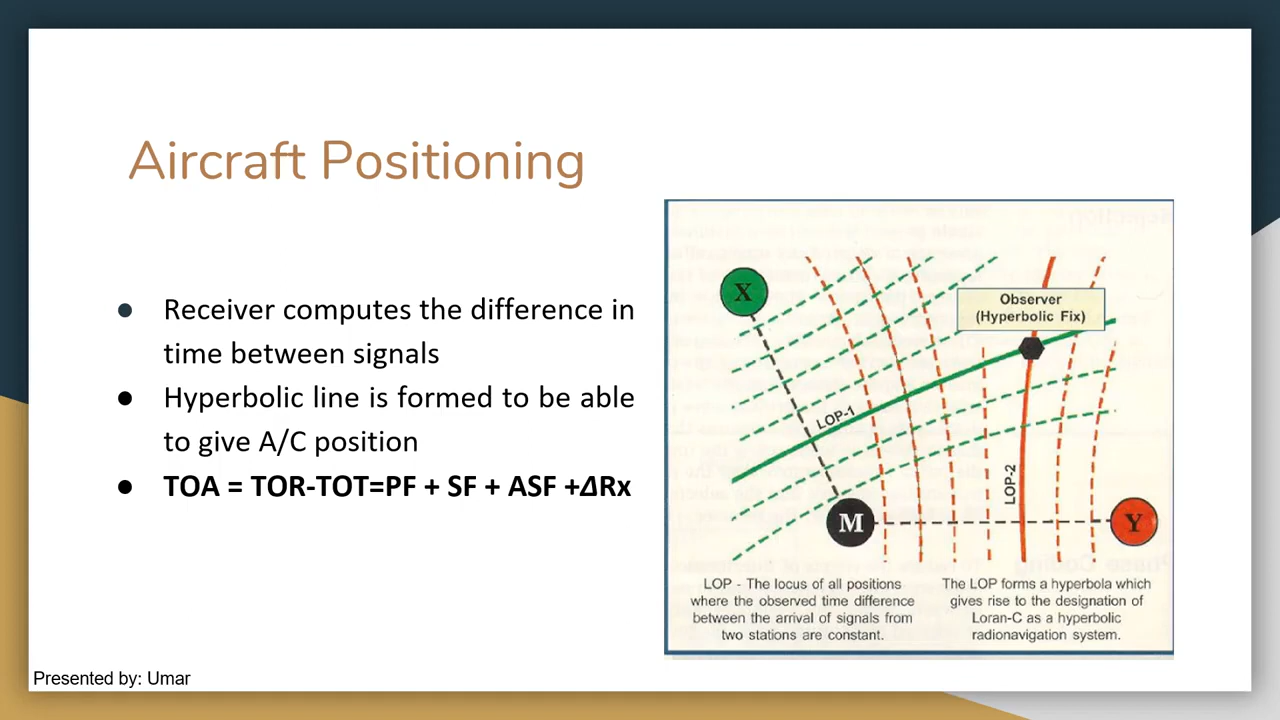 Aircraft Positioning
● Receiver computes the difference in
time between signals
● Hyperbolic line is formed to be able
to give A/C position
● TOA = TOR-TOT=PF + SF + ASF +ΔRx
X
Observer
(Hyperbolic Fix)
LOP-1
LOP-2
M
Y
LOP - The locus of all positions
where the observed time difference
between the arrival of signals from
two stations are constant.
The LOP forms a hyperbola which
gives rise to the designation of
Loran-C as a hyperbolic
radionavigation system.
Presented by: Umar